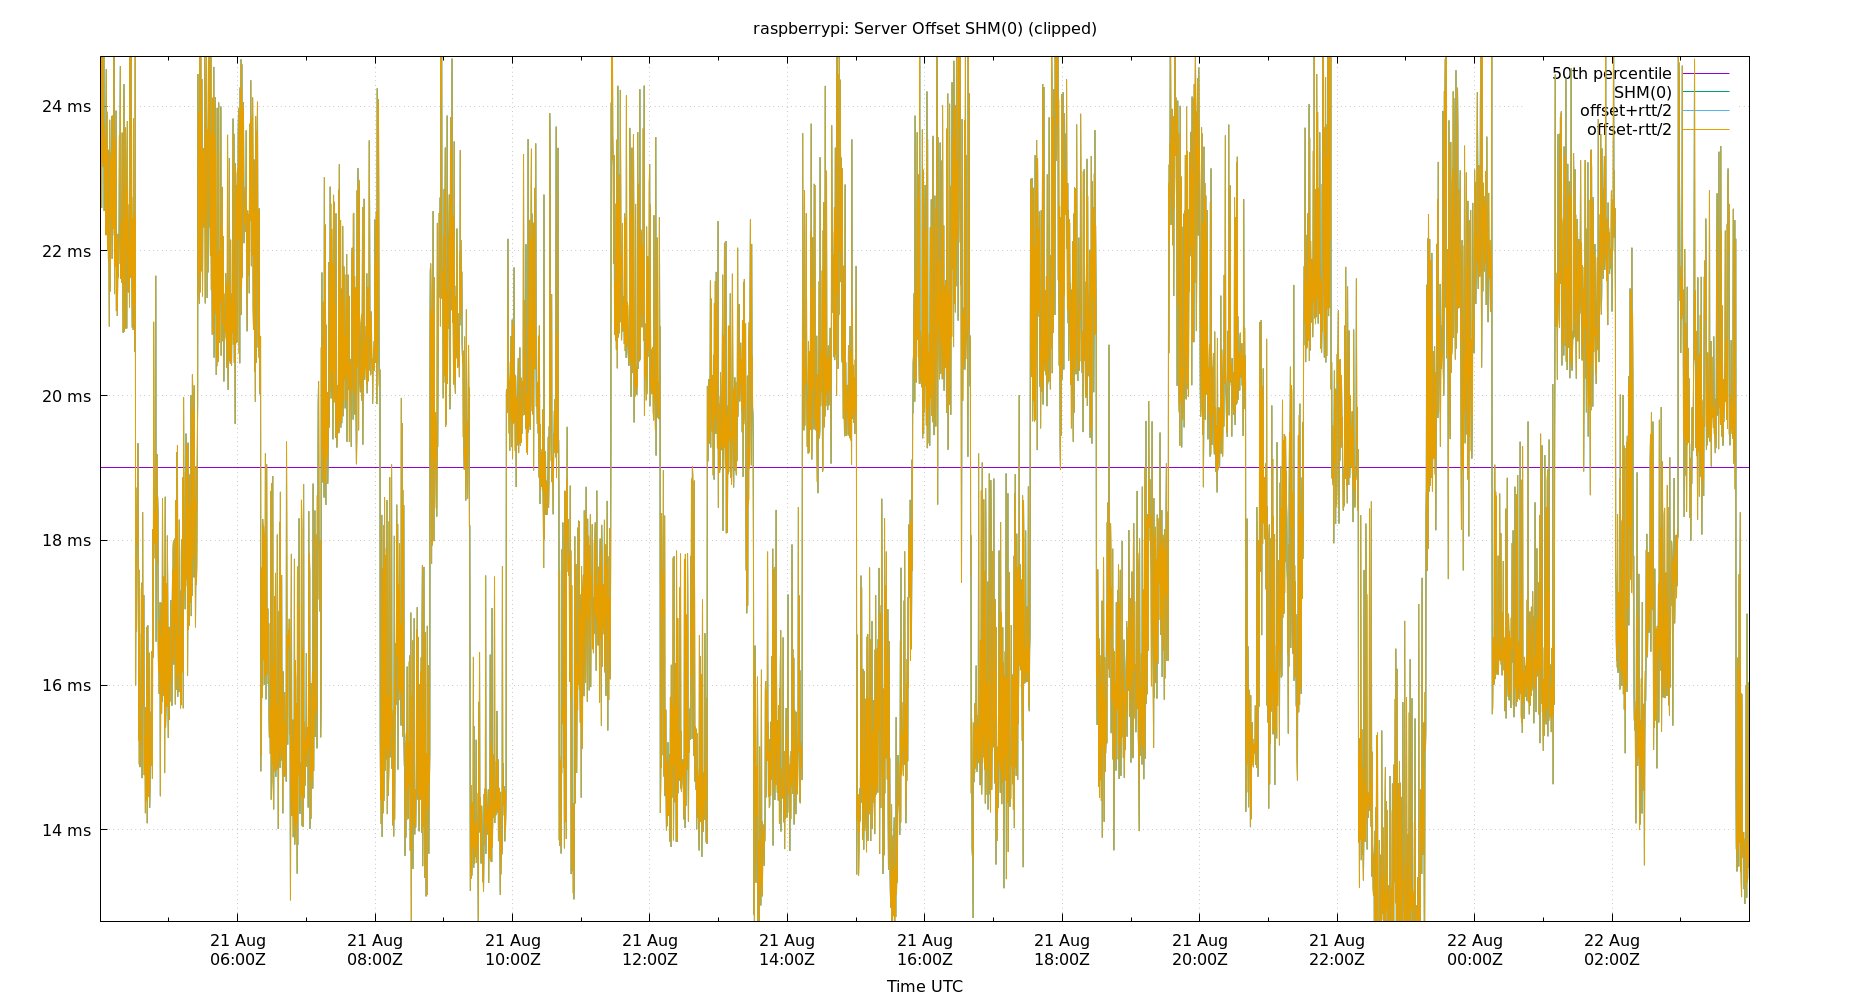 raspberrypi: Server Offset SHM(0) (clipped)
50th percentile
SHM(0)
offset+rtt/2
offset-rtt/2
24 ms
22 ms
20 ms
18 ms
16 ms
14 ms
21 Aug 21 Aug 21 Aug 21 Aug 21 Aug 21 Aug 21 Aug 21 Aug 21 Aug 22 Aug 22 Aug
06:00Z 08:00Z 10:00Z 12:00Z 14:00Z 16:00Z 18:00Z 20:00Z 22:00Z 00:00Z 02:00Z
Time UTC